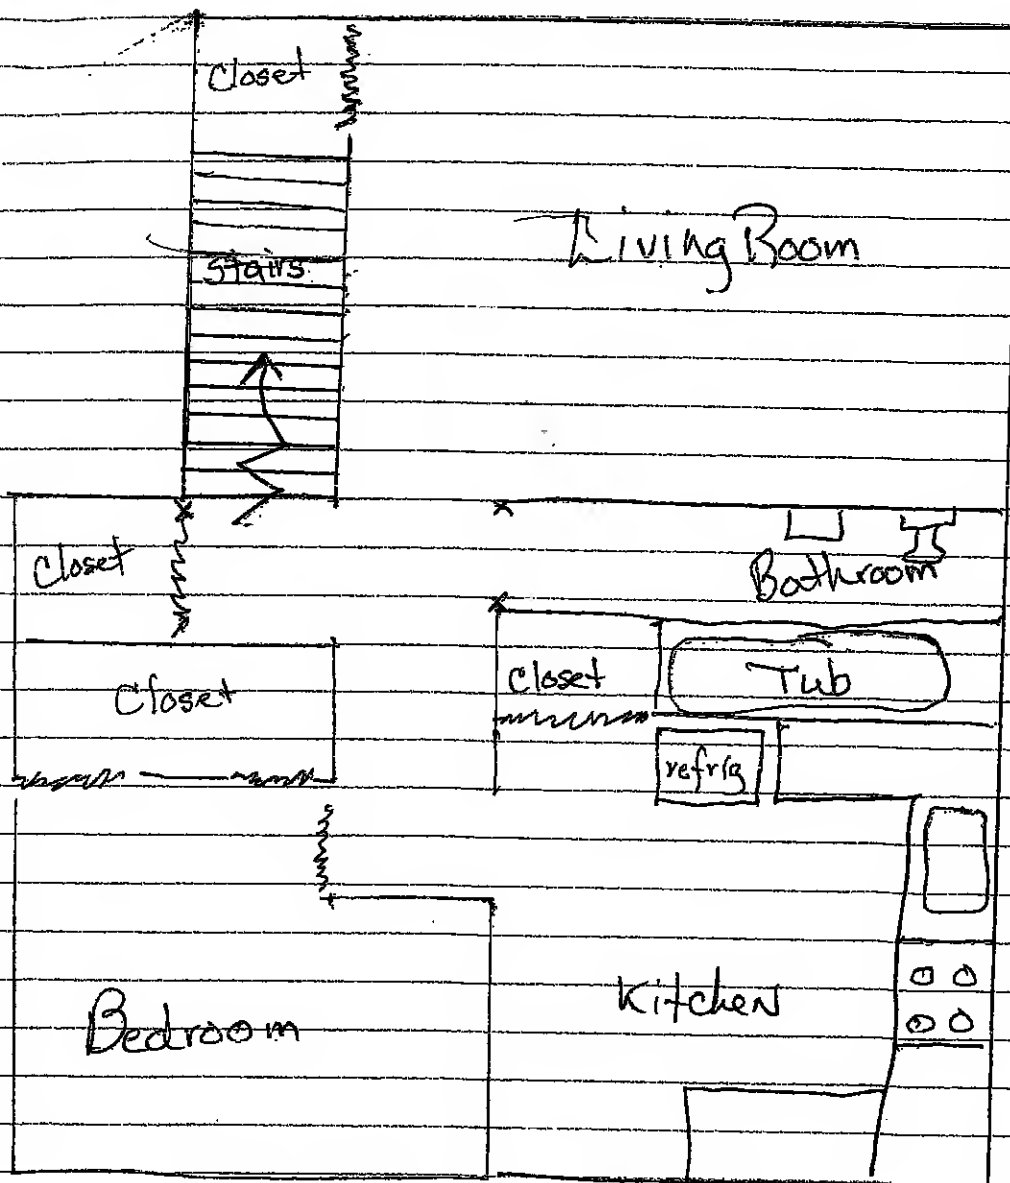 Closet
Living Room
Stairs
Closet
Bathroom
Closet
Closet
Tub
refrig
Kitchen
Bedroom